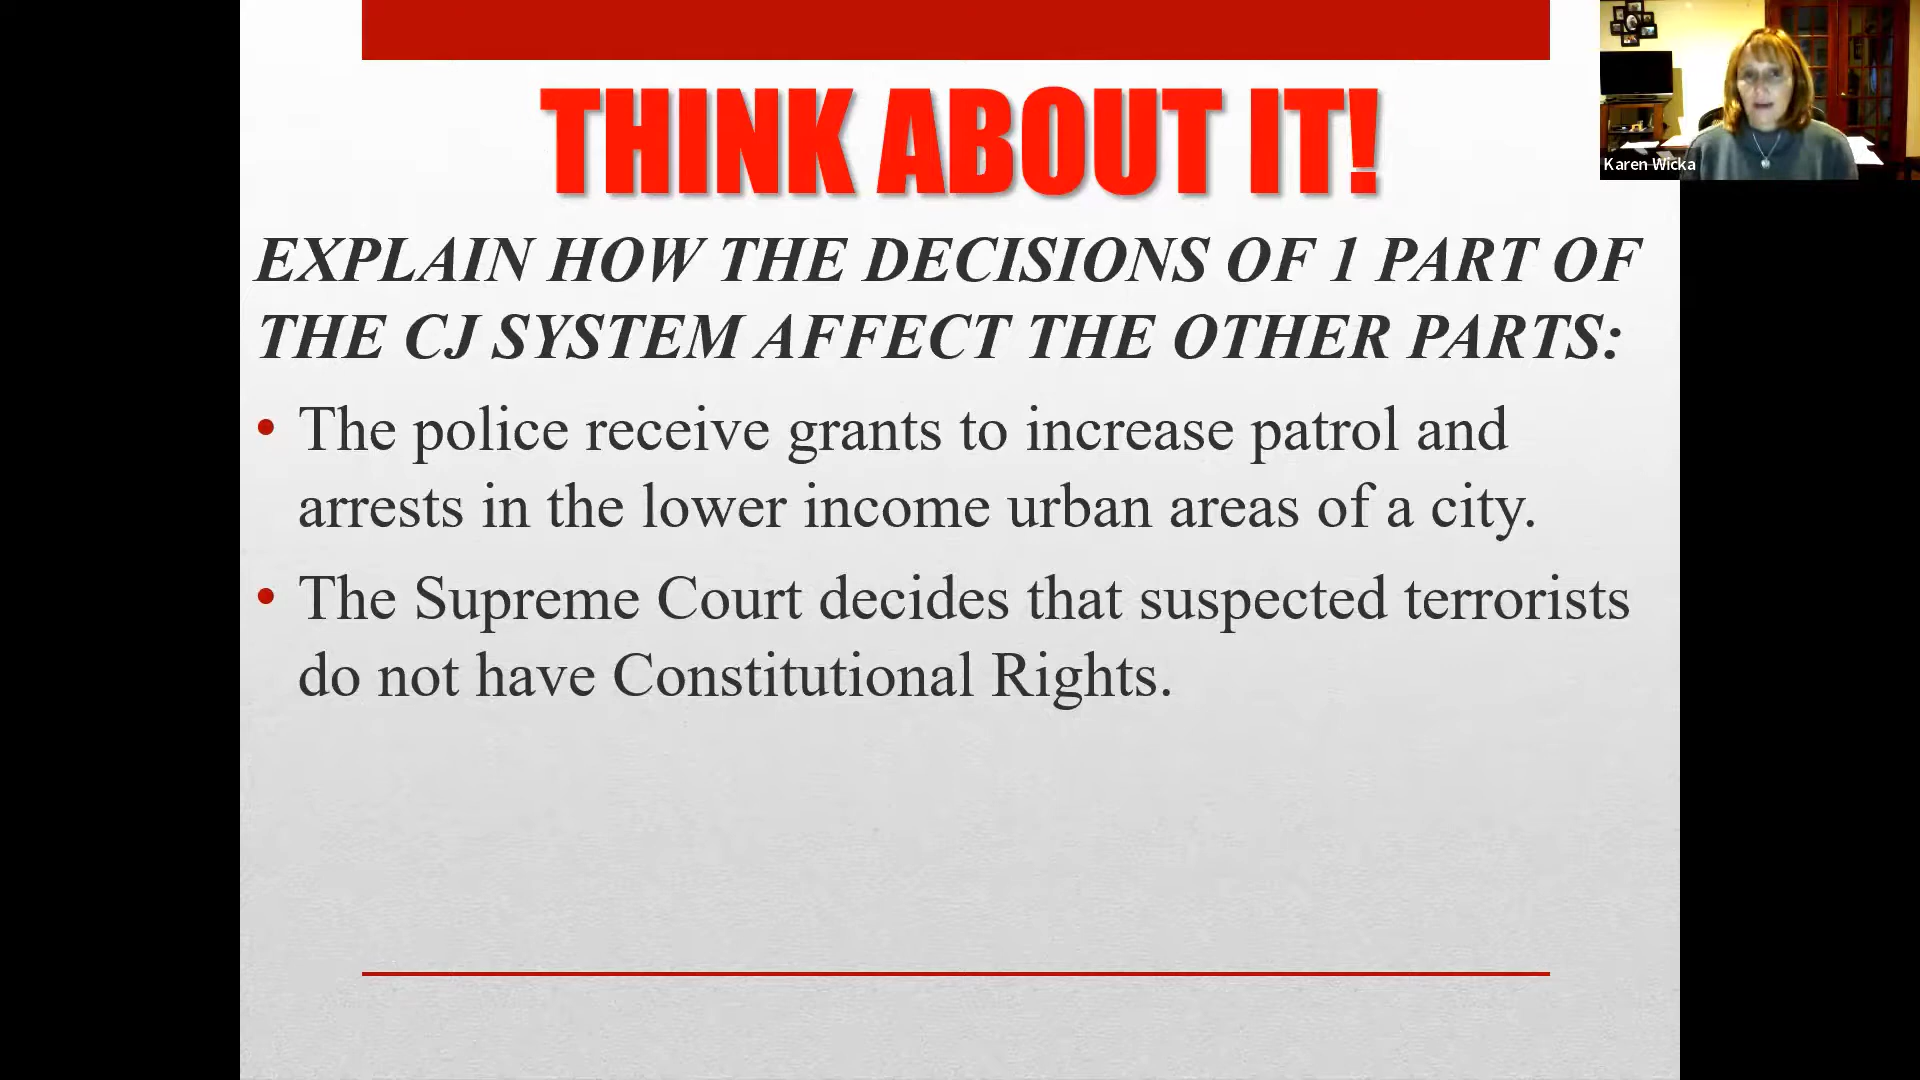 THINK ABOUT IT!
Karen Wicka
EXPLAIN HOW THE DECISIONS OF 1 PART OF
THE CJ SYSTEM AFFECT THE OTHER PARTS:
• The police receive grants to increase patrol and
arrests in the lower income urban areas of a city.
• The Supreme Court decides that suspected terrorists
do not have Constitutional Rights.